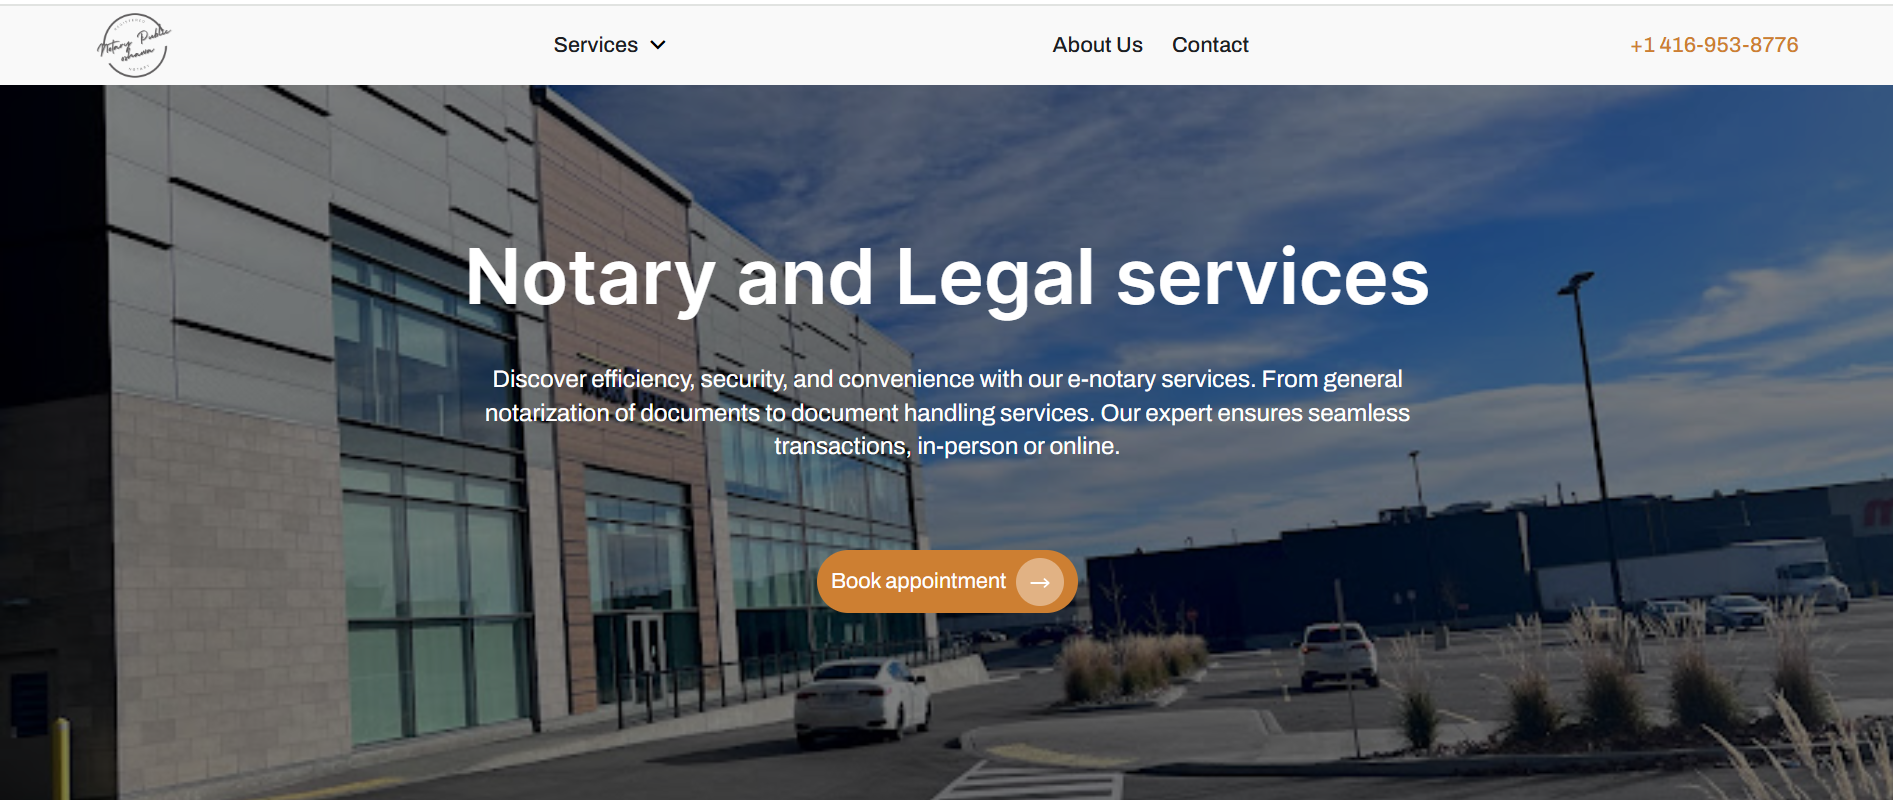 Notary Public
oshawa
Services
About Us
Contact
+1 416-953-8776
Notary and Legal services
Discover efficiency, security, and convenience with our e-notary services. From general
notarization of documents to document handling services. Our expert ensures seamless
transactions, in-person or online.
Book appointment